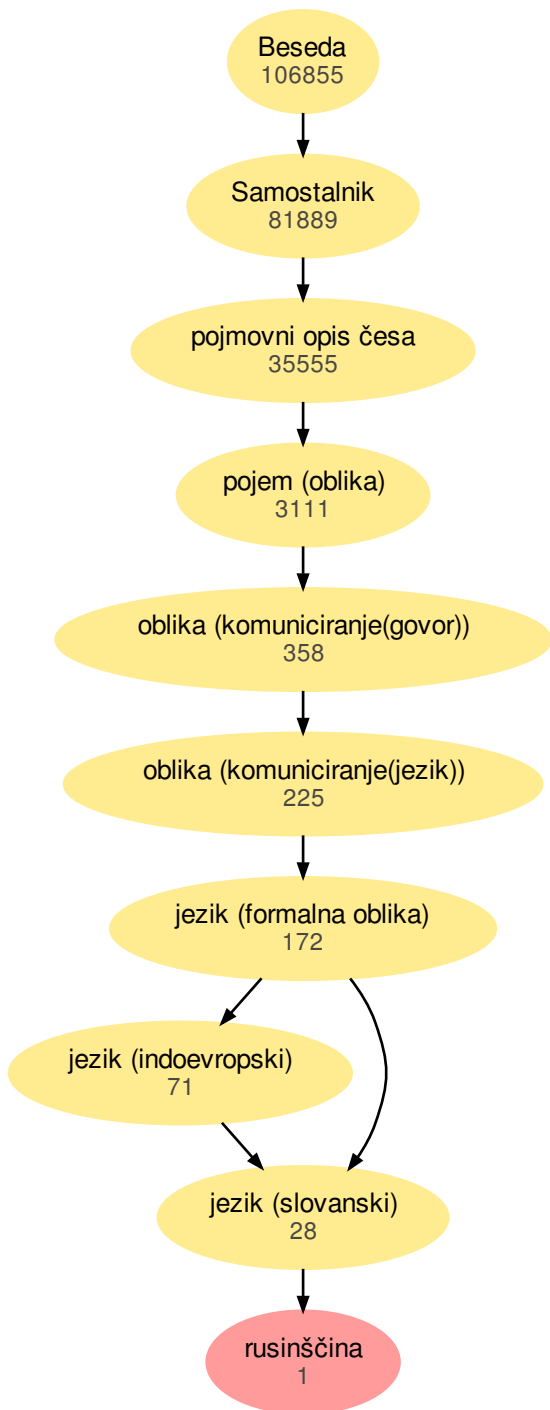 Beseda
106855
Samostalnik
81889
pojmovni opis česa
35555
pojem (oblika)
3111
oblika (komuniciranje(govor))
358
oblika (komuniciranje(jezik))
225
jezik (formalna oblika)
172
jezik (indoevropski)
71
jezik (slovanski)
28
rusinščina
1